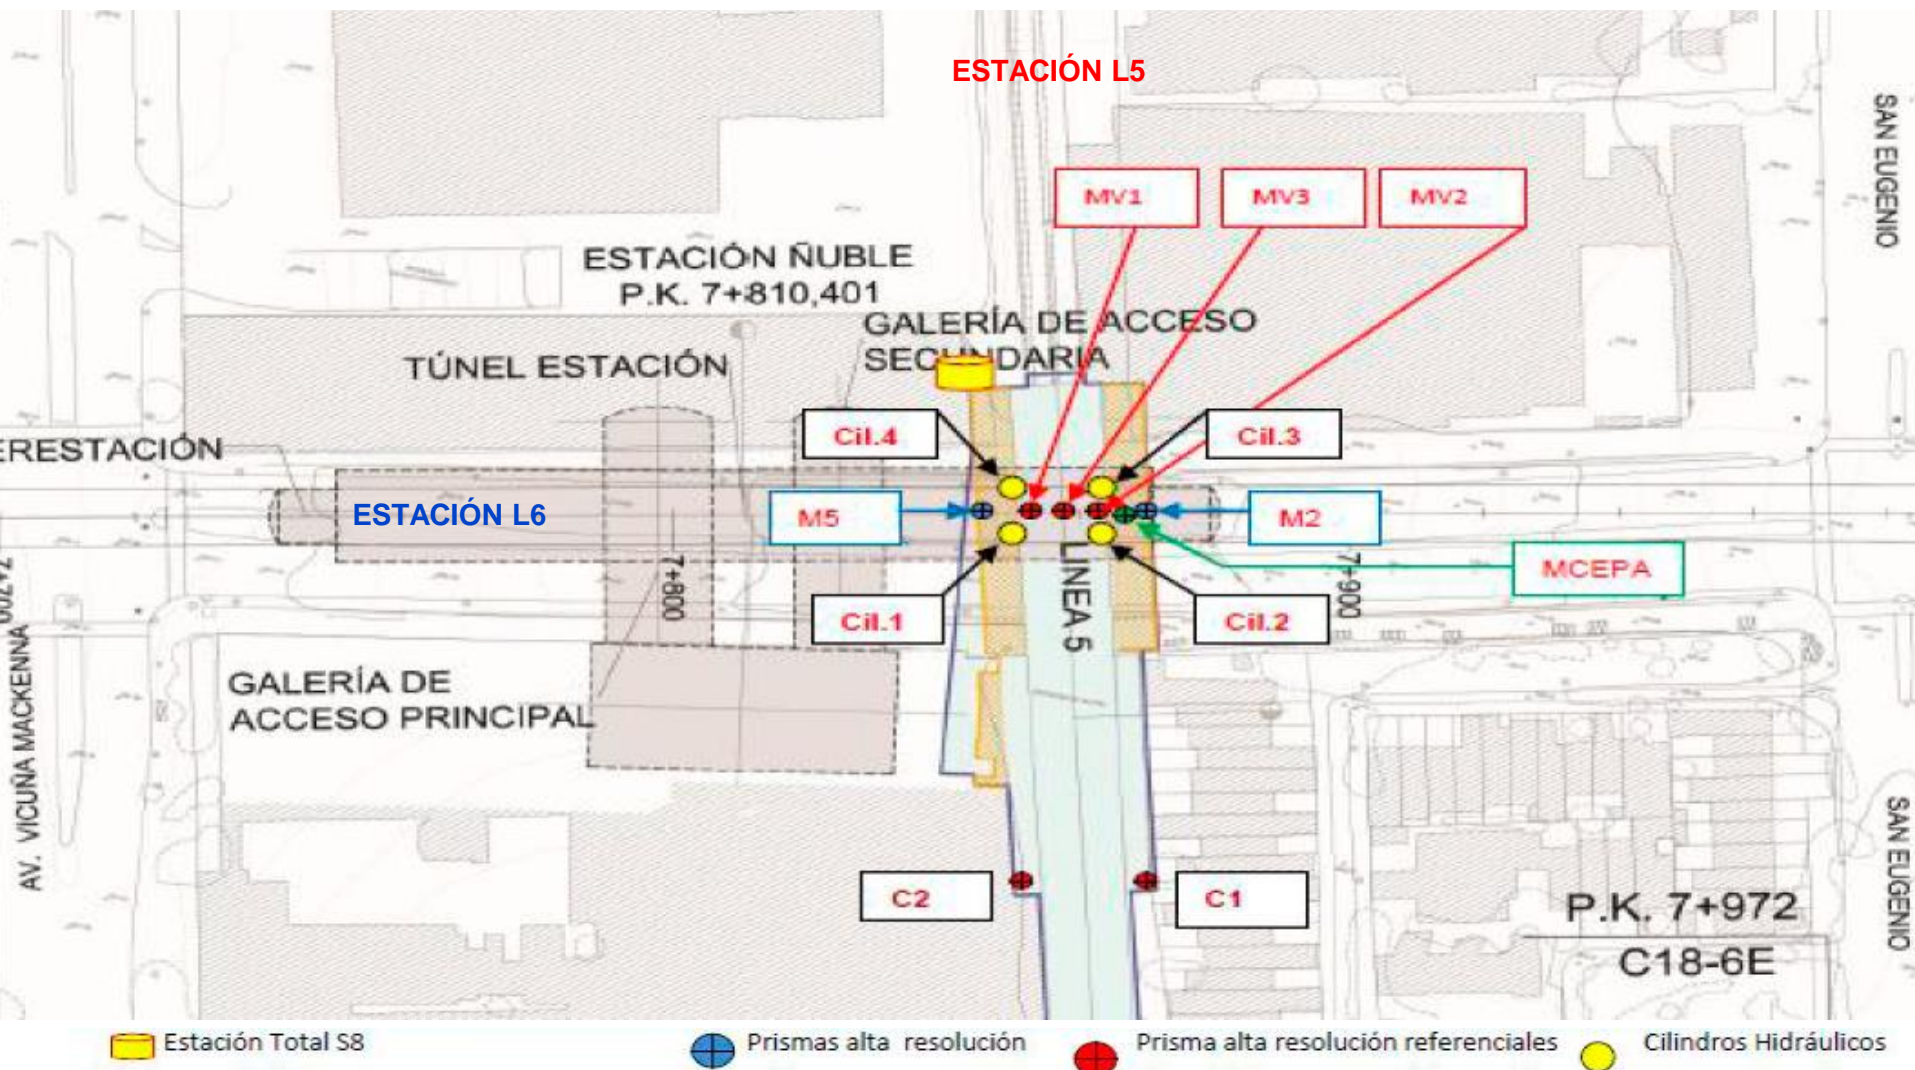 ESTACIÓN L5
SAN EUGENIO
MV1
MV3
MV2
ESTACIÓN ÑUBLE
P.K. 7+810,401
GALERÍA DE ACCESO
SECUNDARIA
TÚNEL ESTACIÓN
Cil.4
Cil.3
ERESTACIÓN
ESTACIÓN L6
M5
M2
MCEPA
LINEA 5
7+800
7+900
Cil.1
Cil.2
GALERÍA DE
ACCESO PRINCIPAL
AV. VICUÑA MACKENNA
SAN EUGENIO
C2
C1
P.K. 7+972
C18-6E
Estación Total S8
Prismas alta resolución
Prisma alta resolución referenciales
Cilindros Hidráulicos